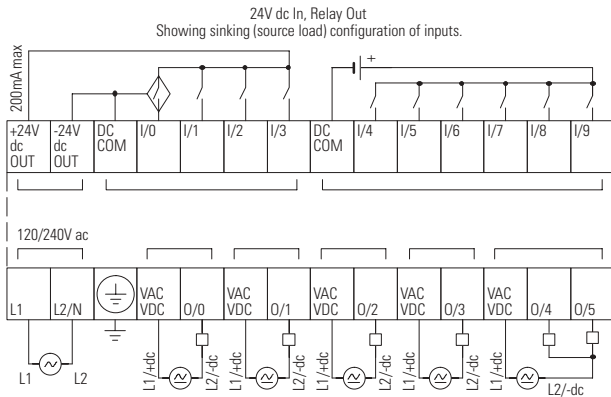 24V dc In, Relay Out
Showing sinking (source load) configuration of inputs.
200mA max
+
+24V dc OUT
-24V dc OUT
DC COM
I/0
I/1
I/2
I/3
DC COM
I/4
I/5
I/6
I/7
I/8
I/9
120/240V ac
L1
L2/N
VAC VDC
O/0
VAC VDC
O/1
VAC VDC
O/2
VAC VDC
O/3
VAC VDC
O/4
O/5
L1
L2
L1/+dc
L2/-dc
L1/+dc
L2/-dc
L1/+dc
L2/-dc
L1/+dc
L2/-dc
L1/+dc
L2/-dc